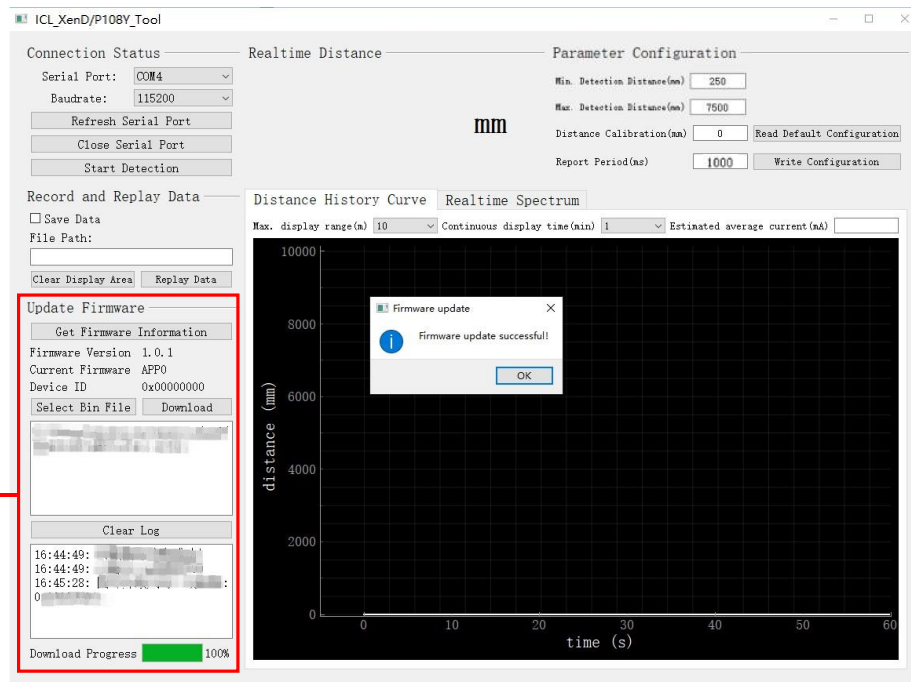 ICL_XenD/P108Y_Tool
Connection Status
Serial Port: COM4
Baudrate: 115200
Refresh Serial Port
Close Serial Port
Start Detection
Realtime Distance
mm
Parameter Configuration
Min. Detection Distance(mm) 250
Max. Detection Distance(mm) 7500
Distance Calibration(mm) 0 Read Default Configuration
Report Period(ms) 1000 Write Configuration
Record and Replay Data
Save Data
File Path:
Clear Display Area Replay Data
Update Firmware
Get Firmware Information
Firmware Version 1.0.1
Current Firmware APP0
Device ID 0x00000000
Select Bin File Download
Clear Log
16:44:49:
16:44:49:
16:45:28: [ :
0
Download Progress 100%
Distance History Curve Realtime Spectrum
Max. display range(m) 10 Continuous display time(min) 1 Estimated average current(mA)
10000
8000
6000
4000
2000
0
distance (mm)
0 10 20 30 40 50 60
time (s)
Firmware update
Firmware update successful!
OK